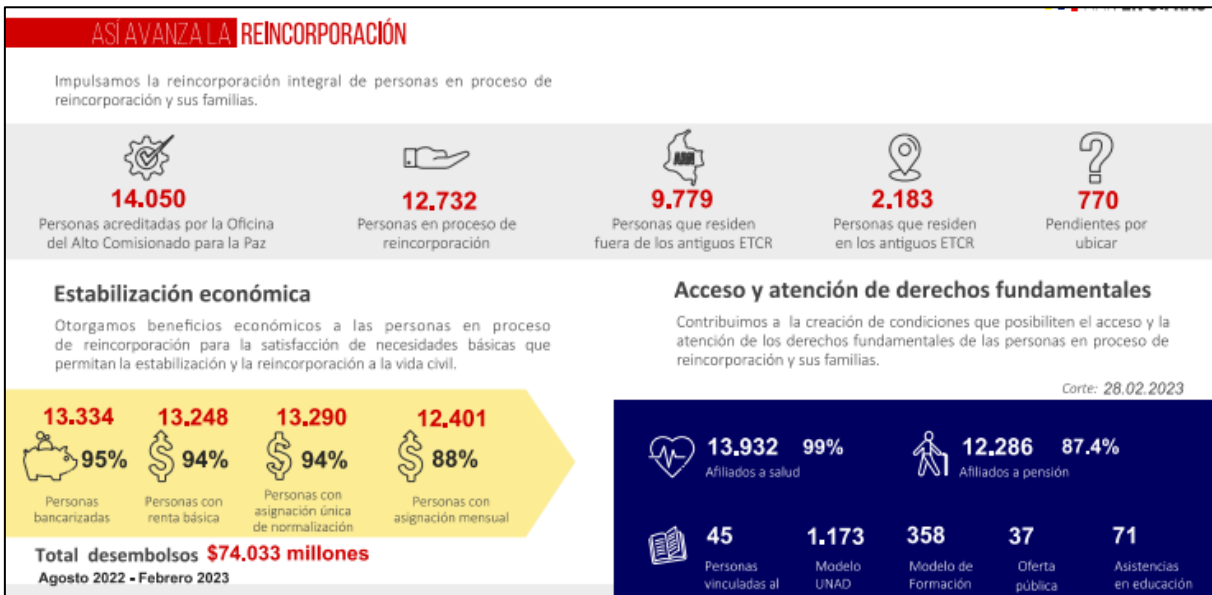 ASÍ AVANZA LA REINCORPORACIÓN
Impulsamos la reincorporación integral de personas en proceso de
reincorporación y sus familias.
14.050
Personas acreditadas por la Oficina
del Alto Comisionado para la Paz
12.732
Personas en proceso de
reincorporación
ARN
9.779
Personas que residen
fuera de los antiguos ETCR
2.183
Personas que residen
en los antiguos ETCR
770
Pendientes por
ubicar
Estabilización económica
Otorgamos beneficios económicos a las personas en proceso
de reincorporación para la satisfacción de necesidades básicas que
permitan la estabilización y la reincorporación a la vida civil.
13.334
95%
Personas
bancarizadas
13.248
94%
Personas con
renta básica
13.290
94%
Personas con
asignación única
de normalización
12.401
88%
Personas con
asignación mensual
Total desembolsos $74.033 millones
Agosto 2022 - Febrero 2023
Acceso y atención de derechos fundamentales
Contribuimos a la creación de condiciones que posibiliten el acceso y la
atención de los derechos fundamentales de las personas en proceso de
reincorporación y sus familias.
Corte: 28.02.2023
13.932 99%
Afiliados a salud
12.286 87.4%
Afiliados a pensión
45
Personas
vinculadas al
1.173
Modelo
UNAD
358
Modelo de
Formación
37
Oferta
pública
71
Asistencias
en educación